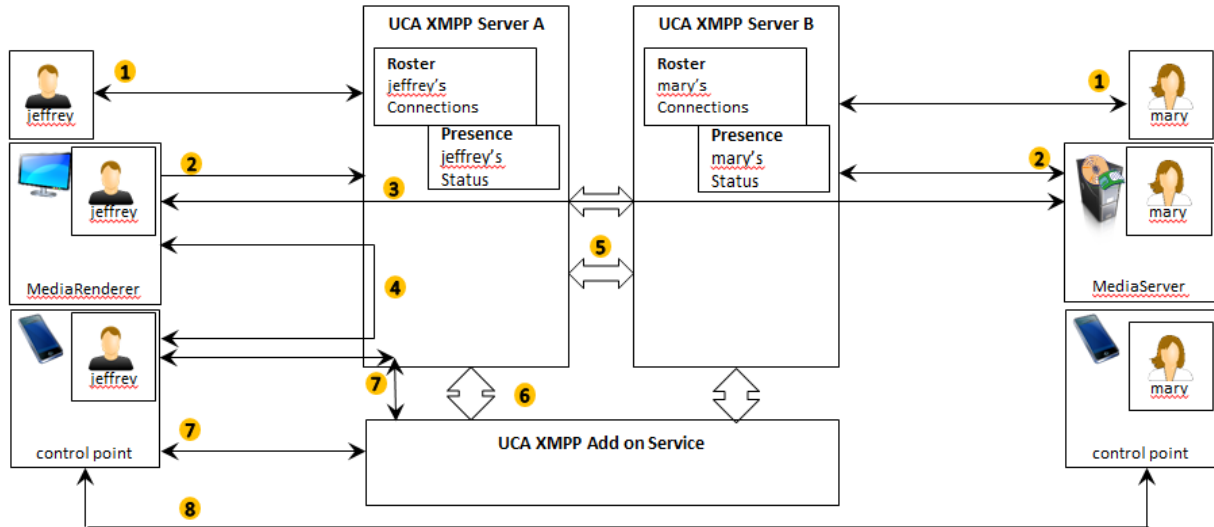 UCA XMPP Server A
UCA XMPP Server B
Roster
jeffrey's
Connections
Roster
mary's
Connections
1
jeffrey
1
mary
Presence
jeffrey's
Status
Presence
mary's
Status
2
3
jeffrey
MediaRenderer
2
mary
MediaServer
5
4
jeffrey
control point
7
6
7
UCA XMPP Add on Service
mary
control point
8